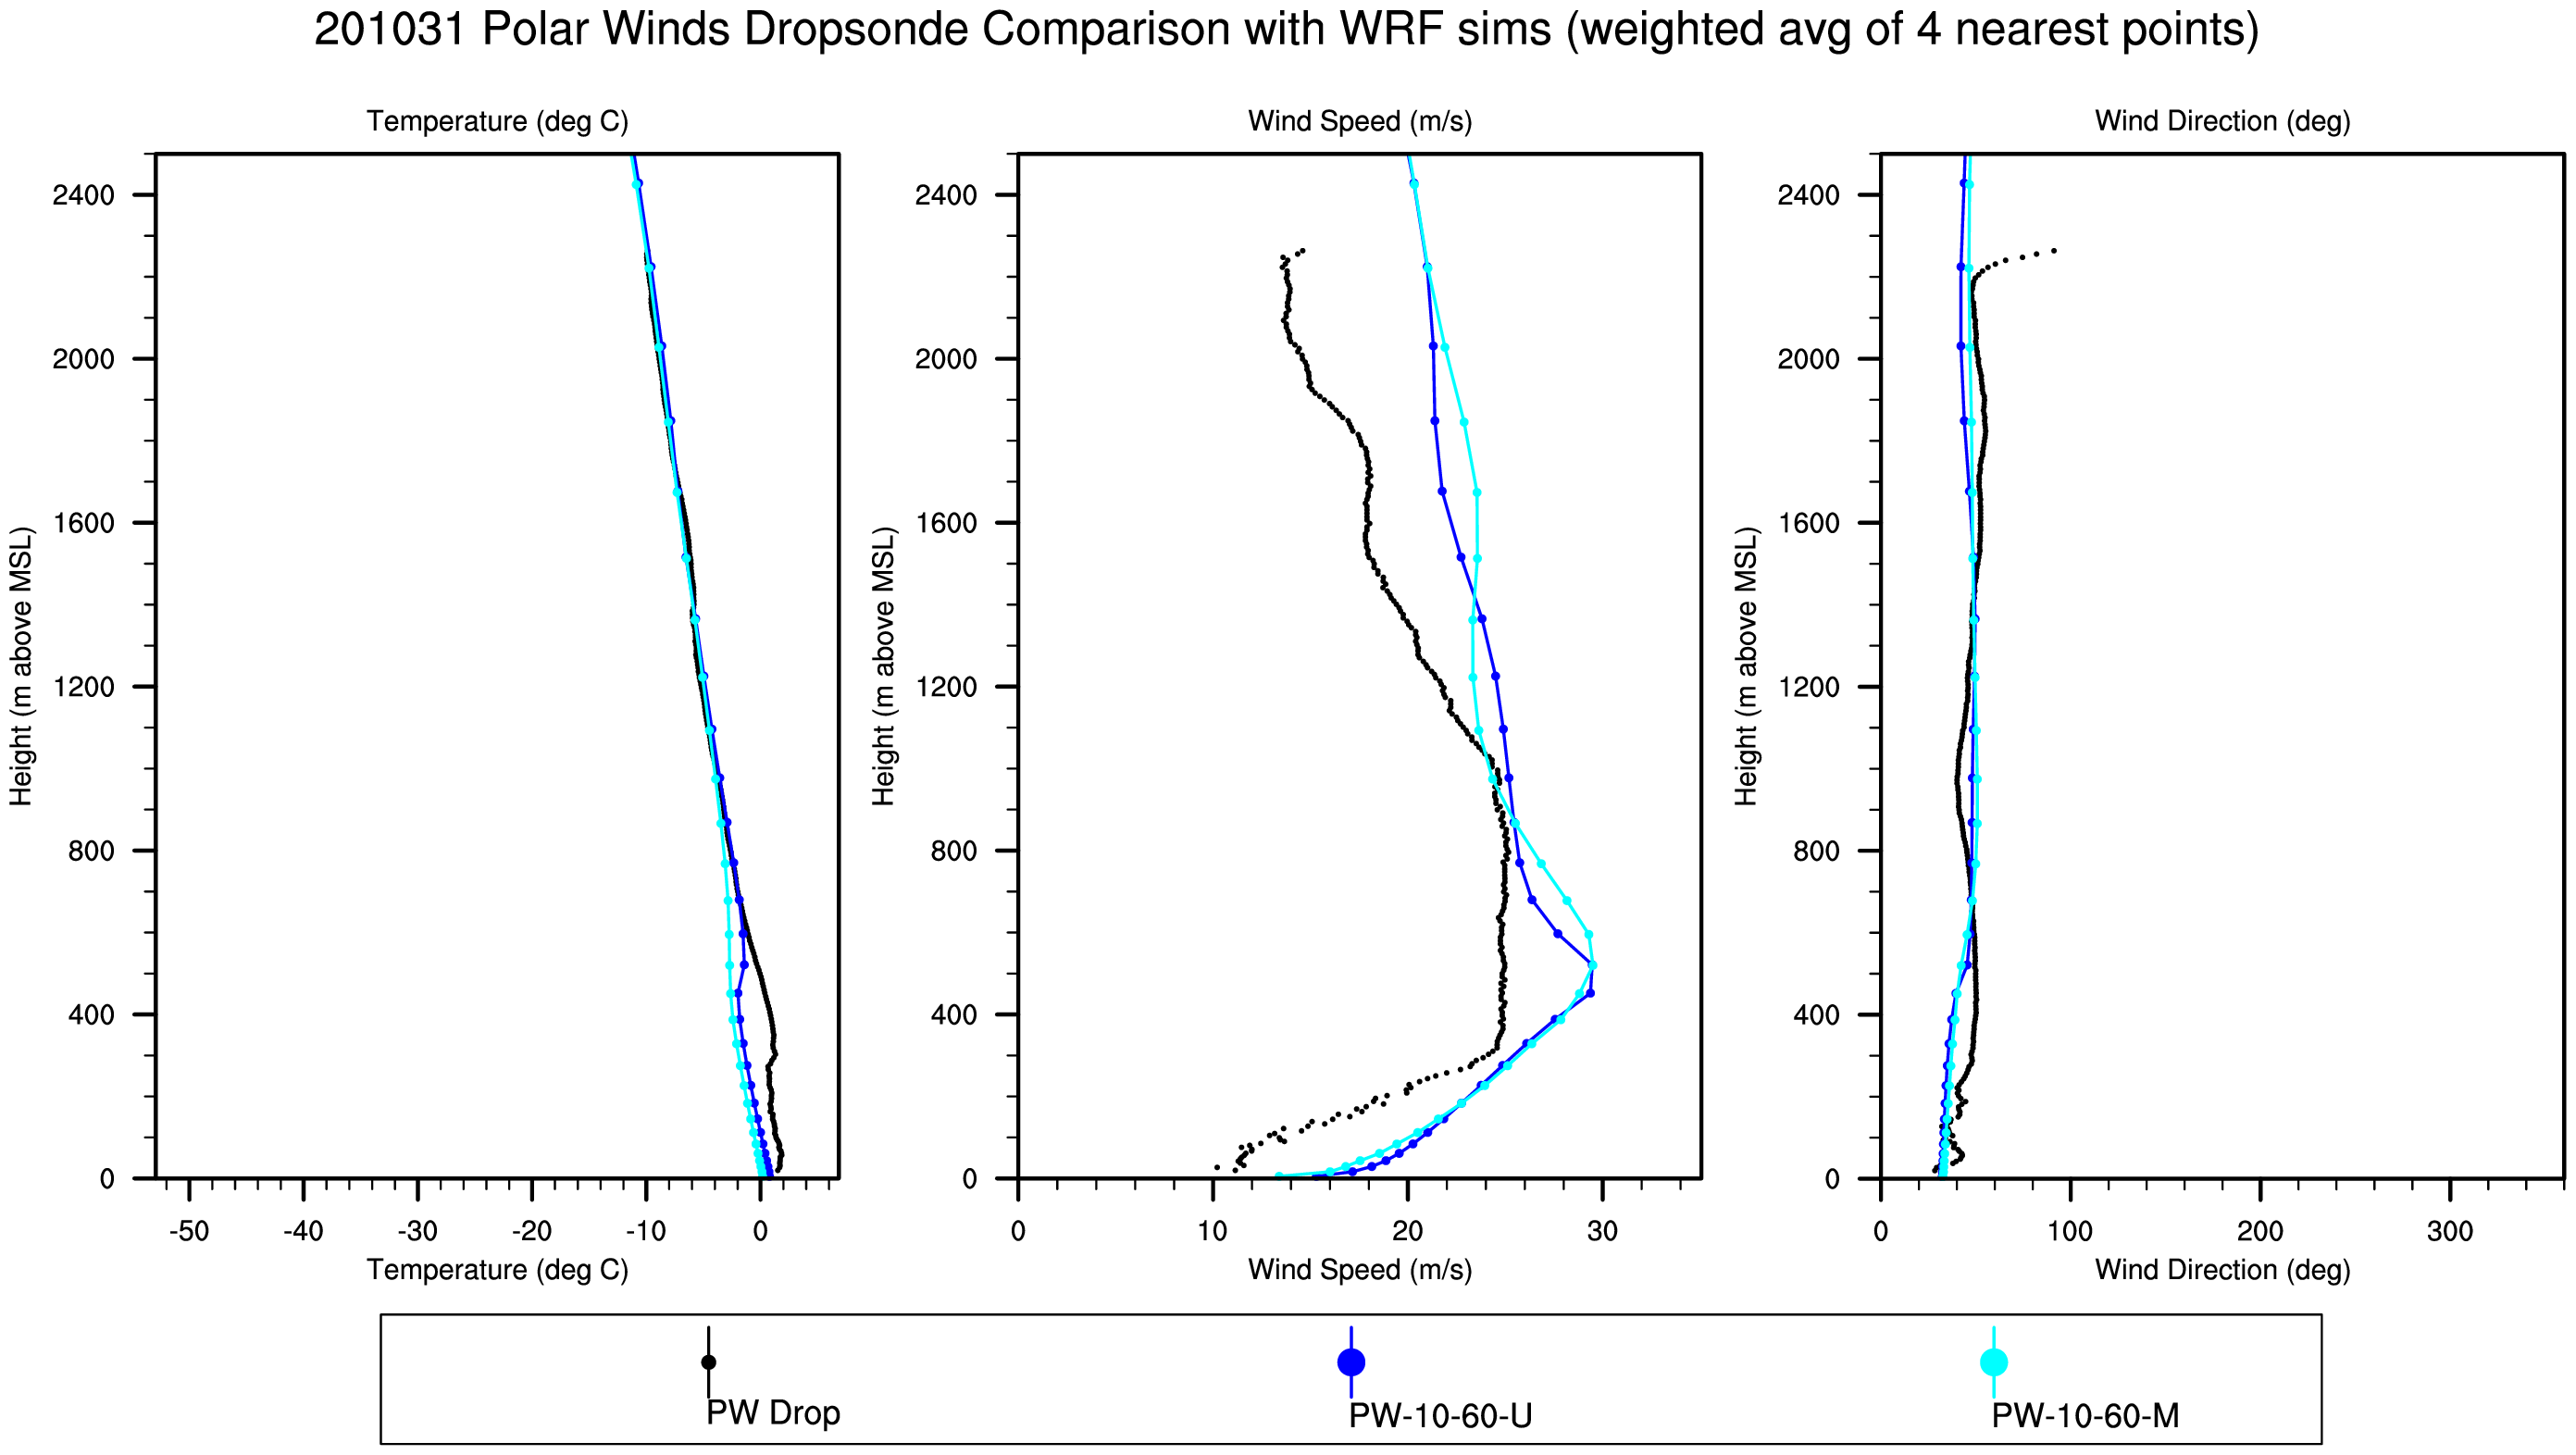 201031 Polar Winds Dropsonde Comparison with WRF sims (weighted avg of 4 nearest points)
Temperature (deg C)
Wind Speed (m/s)
Wind Direction (deg)
Height (m above MSL)
2400
2000
1600
1200
800
400
0
-50 -40 -30 -20 -10 0
Temperature (deg C)
Height (m above MSL)
2400
2000
1600
1200
800
400
0
0 10 20 30
Wind Speed (m/s)
Height (m above MSL)
2400
2000
1600
1200
800
400
0
0 100 200 300
Wind Direction (deg)
PW Drop
PW-10-60-U
PW-10-60-M